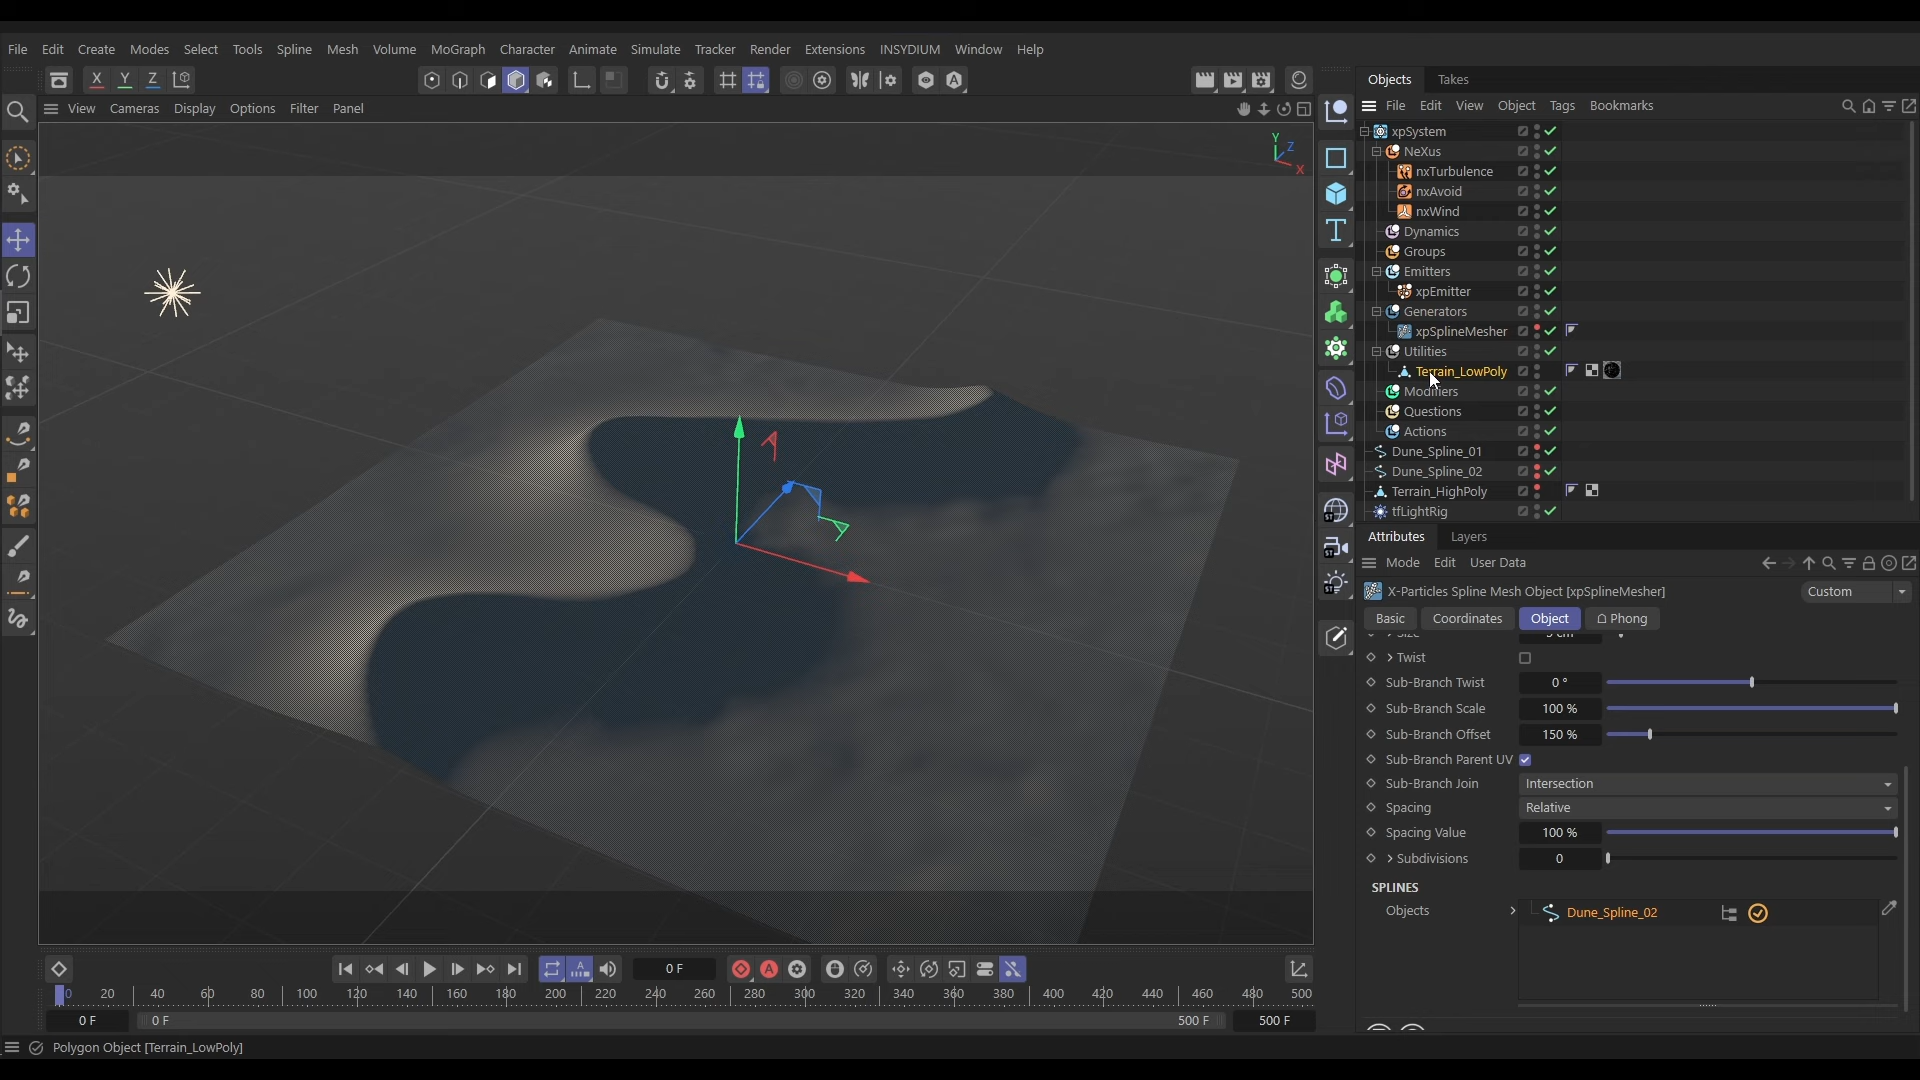 File Edit Create Modes Select Tools Spline Mesh Volume MoGraph Character Animate Simulate Tracker Render Extensions INSYDIUM Window Help
X Y Z
View Cameras Display Options Filter Panel
Y
Z
X
Objects Takes
File Edit View Object Tags Bookmarks
xpSystem
NeXus
nxTurbulence
nxAvoid
nxWind
Dynamics
Groups
Emitters
xpEmitter
Generators
xpSplineMesher
Utilities
Terrain_LowPoly
Modifiers
Questions
Actions
Dune_Spline_01
Dune_Spline_02
Terrain_HighPoly
tfLightRig
Attributes Layers
Mode Edit User Data
X-Particles Spline Mesh Object [xpSplineMesher] Custom
Basic Coordinates Object Phong
Twist
Sub-Branch Twist 0 °
Sub-Branch Scale 100 %
Sub-Branch Offset 150 %
Sub-Branch Parent UV
Sub-Branch Join Intersection
Spacing Relative
Spacing Value 100 %
Subdivisions 0
SPLINES
Objects Dune_Spline_02
0 F
0 20 40 60 80 100 120 140 160 180 200 220 240 260 280 300 320 340 360 380 400 420 440 460 480 500
0 F 0 F 500 F 500 F
Polygon Object [Terrain_LowPoly]